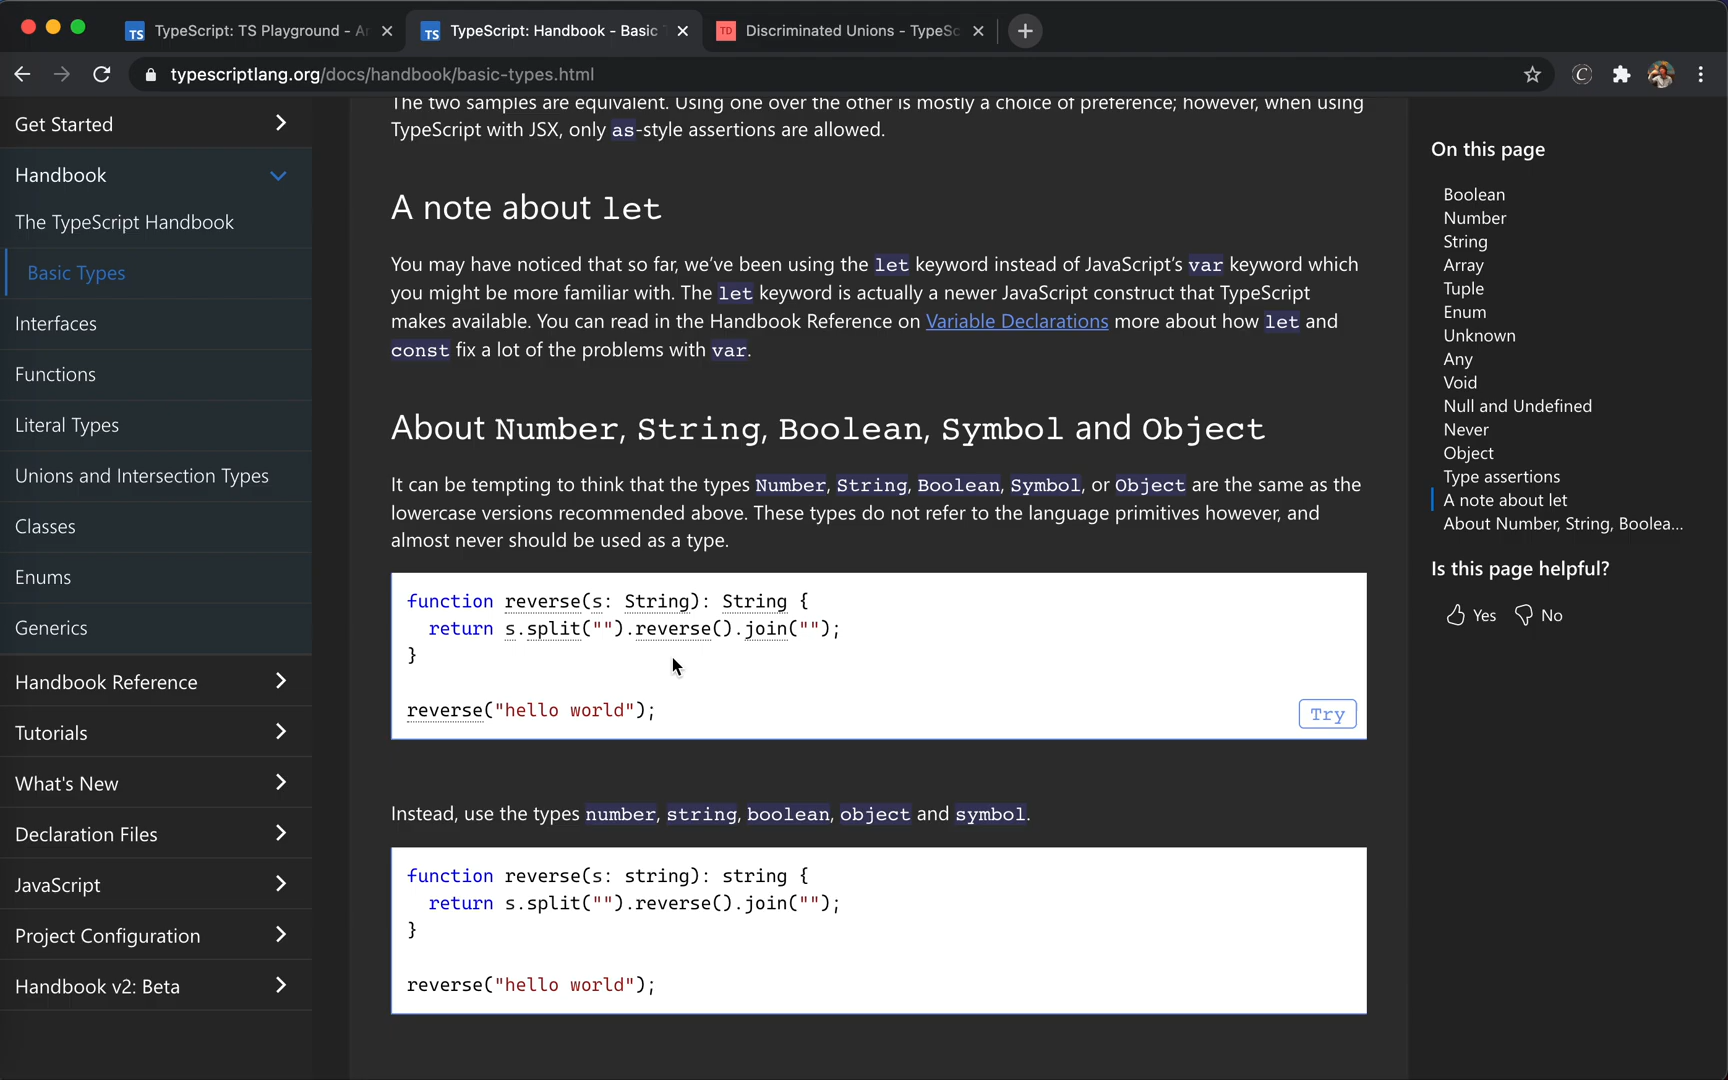 TypeScript: TS Playground - A
TypeScript: Handbook - Basic
Discriminated Unions - TypeSc
typescriptlang.org/docs/handbook/basic-types.html
Get Started
Handbook
The TypeScript Handbook
Basic Types
Interfaces
Functions
Literal Types
Unions and Intersection Types
Classes
Enums
Generics
Handbook Reference
Tutorials
What's New
Declaration Files
JavaScript
Project Configuration
Handbook v2: Beta
The two samples are equivalent. Using one over the other is mostly a choice of preference; however, when using
TypeScript with JSX, only as-style assertions are allowed.
A note about let
You may have noticed that so far, we’ve been using the let keyword instead of JavaScript’s var keyword which
you might be more familiar with. The let keyword is actually a newer JavaScript construct that TypeScript
makes available. You can read in the Handbook Reference on Variable Declarations more about how let and
const fix a lot of the problems with var.
About Number, String, Boolean, Symbol and Object
It can be tempting to think that the types Number, String, Boolean, Symbol, or Object are the same as the
lowercase versions recommended above. These types do not refer to the language primitives however, and
almost never should be used as a type.
function reverse(s: String): String {
  return s.split("").reverse().join("");
}
reverse("hello world");
Try
Instead, use the types number, string, boolean, object and symbol.
function reverse(s: string): string {
  return s.split("").reverse().join("");
}
reverse("hello world");
On this page
Boolean
Number
String
Array
Tuple
Enum
Unknown
Any
Void
Null and Undefined
Never
Object
Type assertions
A note about let
About Number, String, Boolea...
Is this page helpful?
Yes No